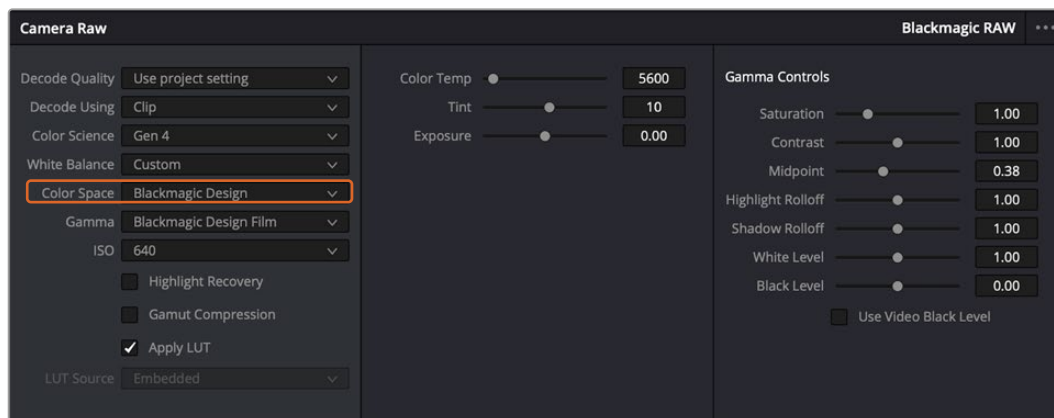 Camera Raw
Blackmagic RAW
Decode Quality Use project setting
Decode Using Clip
Color Science Gen 4
White Balance Custom
Color Space Blackmagic Design
Gamma Blackmagic Design Film
ISO 640
Highlight Recovery
Gamut Compression
Apply LUT
LUT Source Embedded
Color Temp 5600
Tint 10
Exposure 0.00
Gamma Controls
Saturation 1.00
Contrast 1.00
Midpoint 0.38
Highlight Rolloff 1.00
Shadow Rolloff 1.00
White Level 1.00
Black Level 0.00
Use Video Black Level